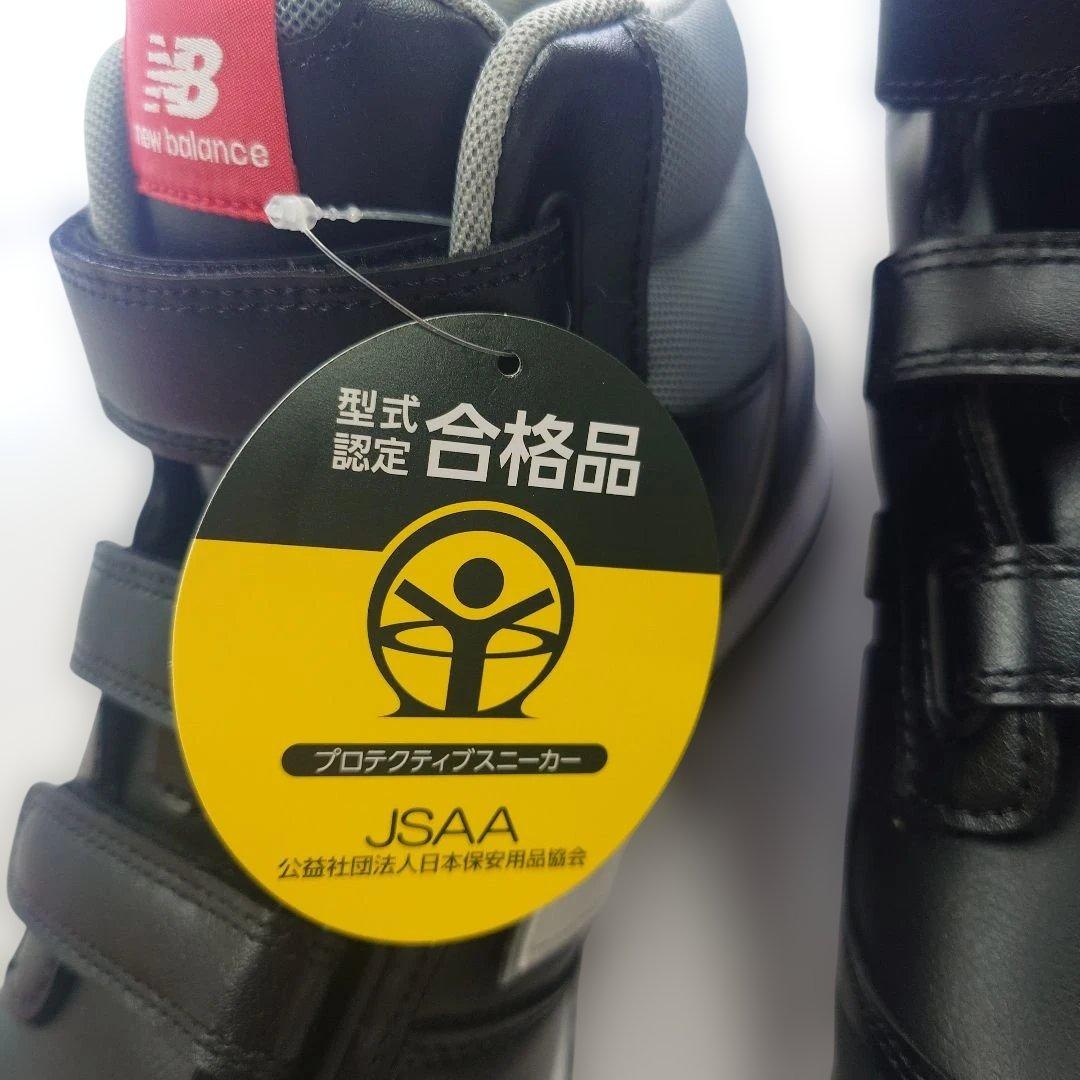 NB
new balance
型式
認定
合格品
プロテクティブスニーカー
JSAA
公益社団法人日本保安用品協会